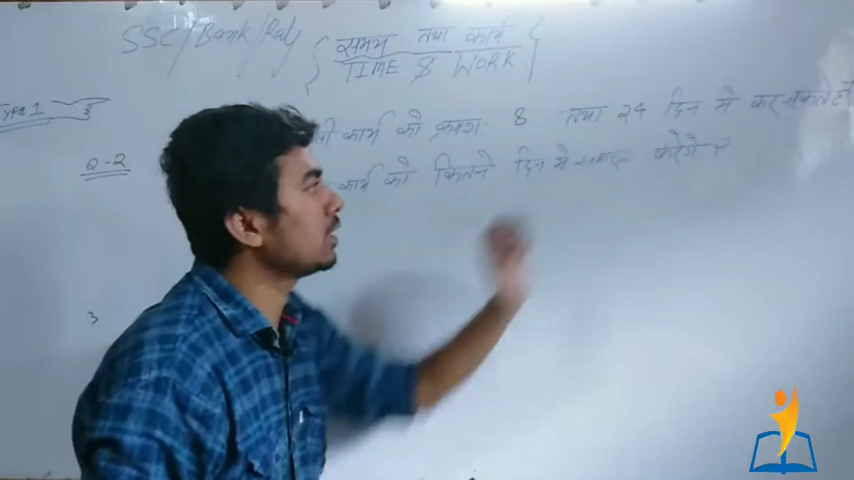 SSC/Bank/Raly
समय तथा कार्य
TIME & WORK
Type 1
Q-2 कार्य को क्रमशः 8 तथा 24 दिन मे कर सकते है
कार्य को कितने दिन मे समाप्त करेगे?
3